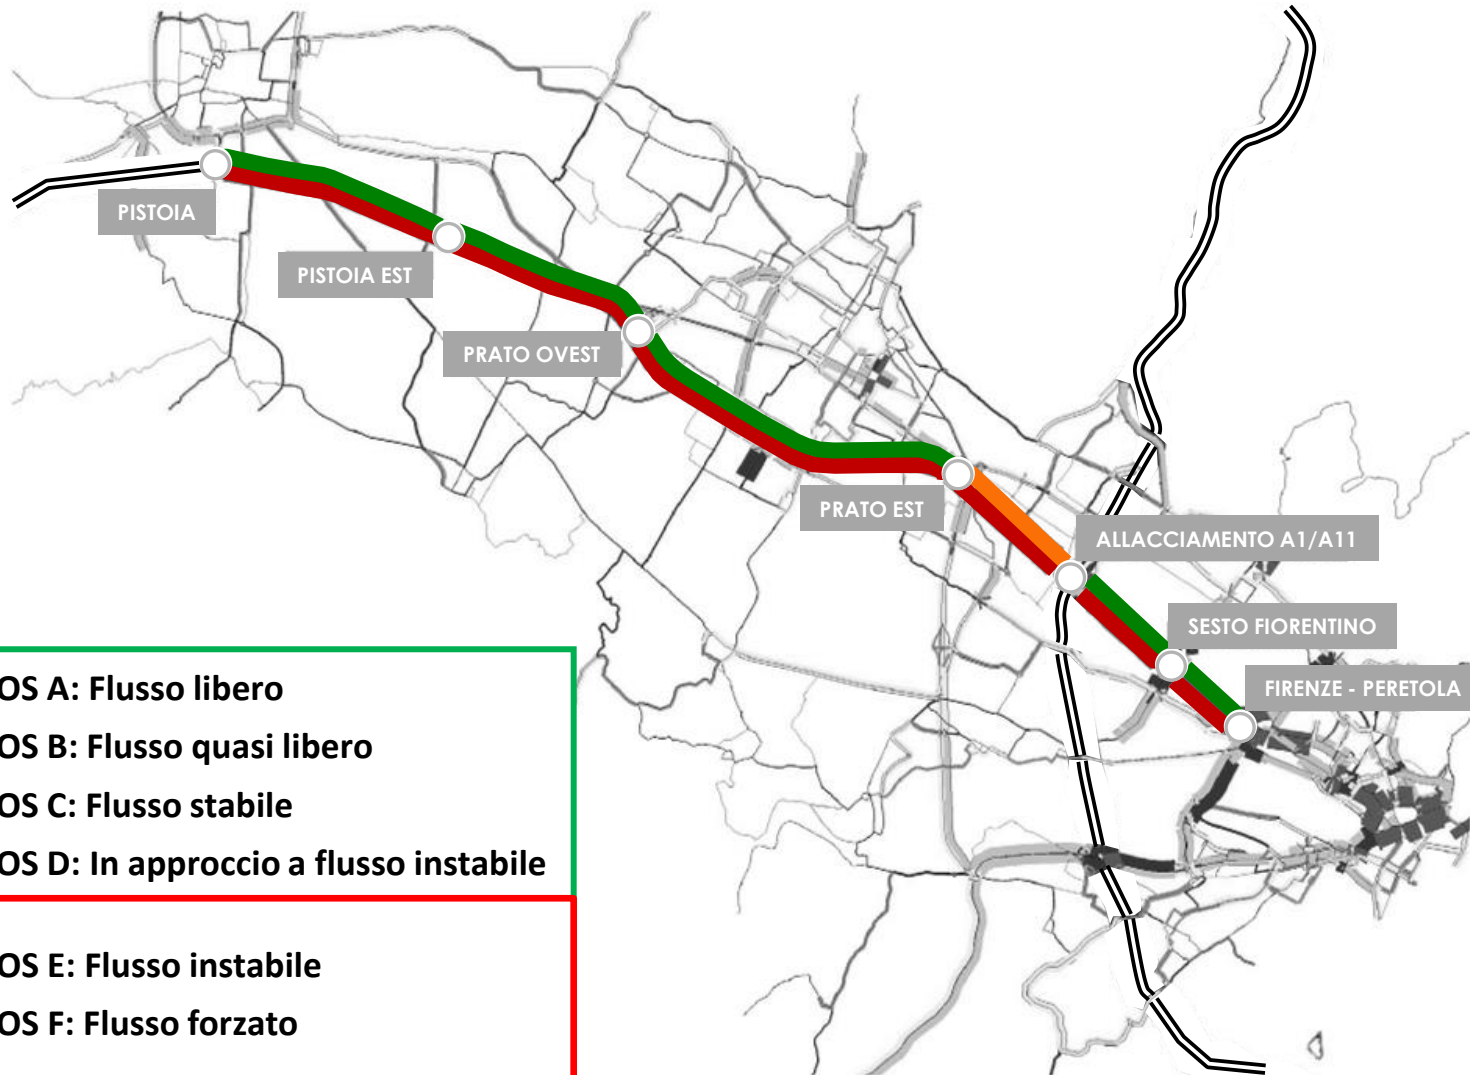 PISTOIA
PISTOIA EST
PRATO OVEST
PRATO EST
ALLACCIAMENTO A1/A11
SESTO FIORENTINO
FIRENZE - PERETOLA
OS A: Flusso libero
OS B: Flusso quasi libero
OS C: Flusso stabile
OS D: In approccio a flusso instabile
OS E: Flusso instabile
OS F: Flusso forzato